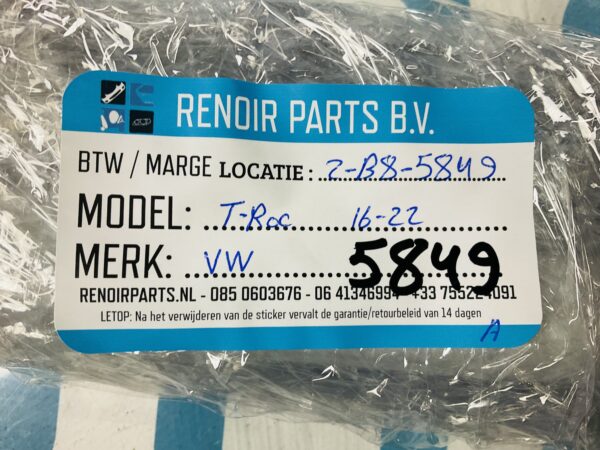 RENOIR PARTS B.V.
BTW / MARGE LOCATIE: 2-B8-5849
MODEL: T-Roc 16-22
MERK: VW 5849
RENOIRPARTS.NL - 085 0603676 - 06 41346994 +33 755224091
LETOP: Na het verwijderen van de sticker vervalt de garantie/retourbeleid van 14 dagen
A